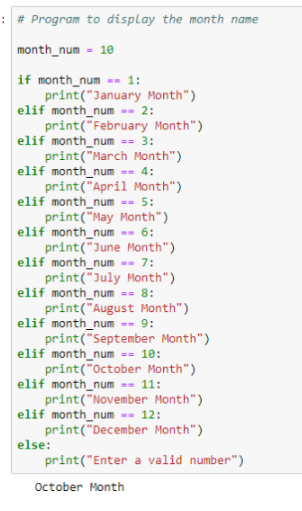 : # Program to display the month name
month_num = 10
if month_num == 1:
    print("January Month")
elif month_num == 2:
    print("February Month")
elif month_num == 3:
    print("March Month")
elif month_num == 4:
    print("April Month")
elif month_num == 5:
    print("May Month")
elif month_num == 6:
    print("June Month")
elif month_num == 7:
    print("July Month")
elif month_num == 8:
    print("August Month")
elif month_num == 9:
    print("September Month")
elif month_num == 10:
    print("October Month")
elif month_num == 11:
    print("November Month")
elif month_num == 12:
    print("December Month")
else:
    print("Enter a valid number")
October Month